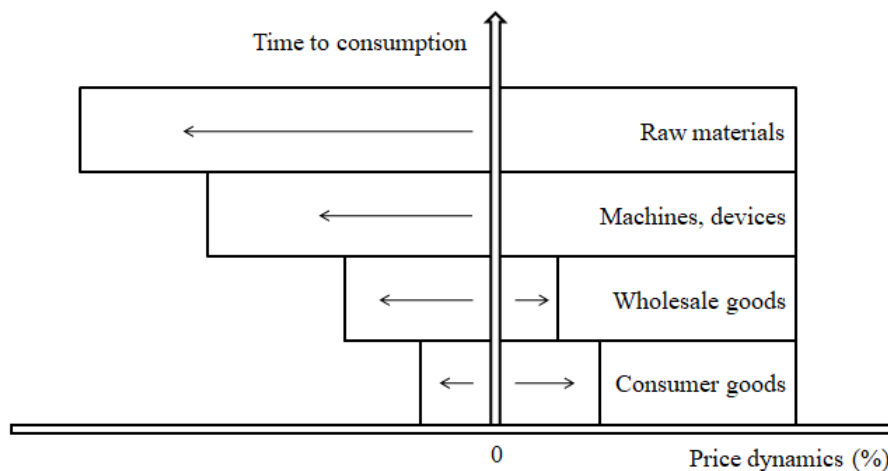 Time to consumption
Raw materials
Machines, devices
Wholesale goods
Consumer goods
0
Price dynamics (%)